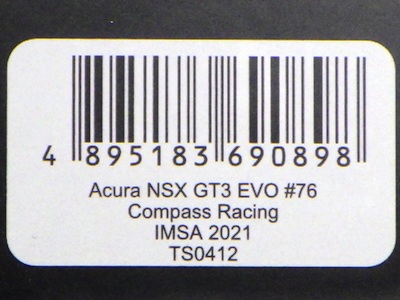 4 895183 690898
Acura NSX GT3 EVO #76
Compass Racing
IMSA 2021
TS0412